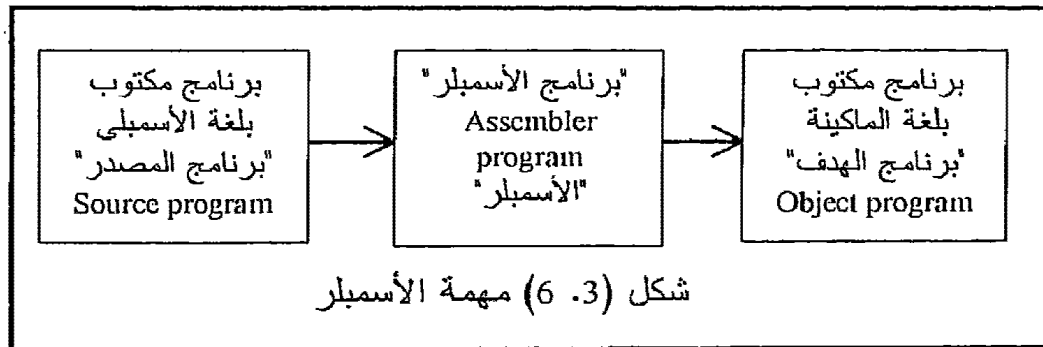 برنامج مكتوب
بلغة الأسمبلي
"برنامج المصدر"
Source program
"برنامج الأسمبلر"
Assembler
program
"الأسمبلر"
برنامج مكتوب
بلغة الماكينة
"برنامج الهدف"
Object program
شكل (3. 6) مهمة الأسمبلر